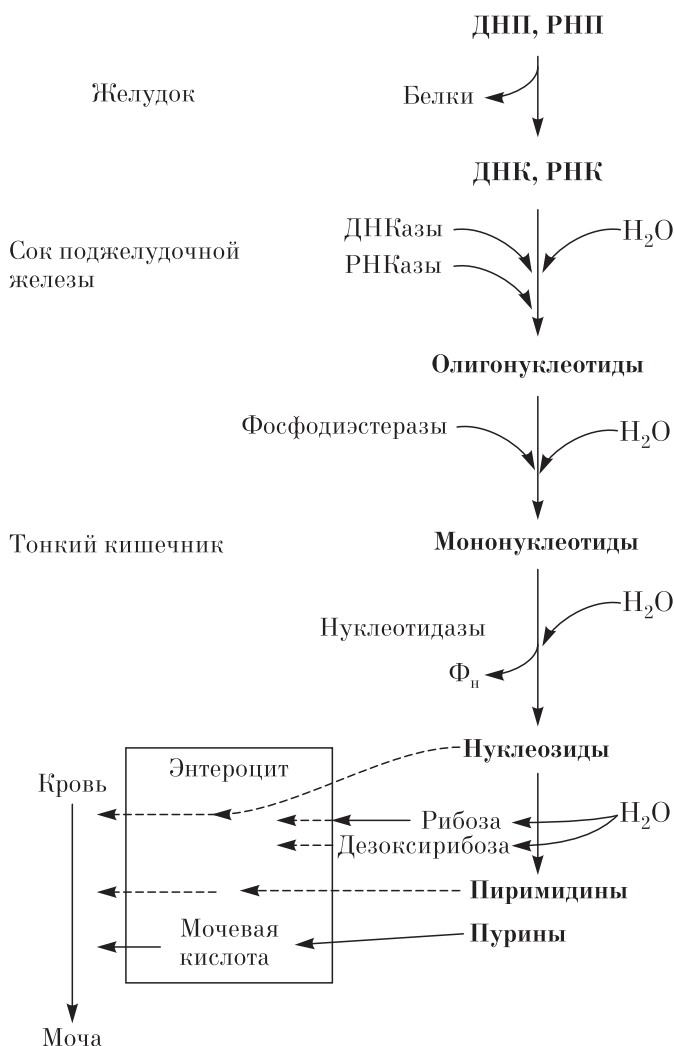 ДНП, РНП
Желудок
Белки
ДНК, РНК
ДНКазы
H₂O
Сок поджелудочной
железы
РНКазы
Олигонуклеотиды
Фосфодиэстеразы
H₂O
Тонкий кишечник
Мононуклеотиды
H₂O
Нуклеотидазы
Фн
Нуклеозиды
Энтероцит
Кровь
Рибоза
H₂O
Дезоксирибоза
Пиримидины
Мочевая
кислота
Пурины
Моча